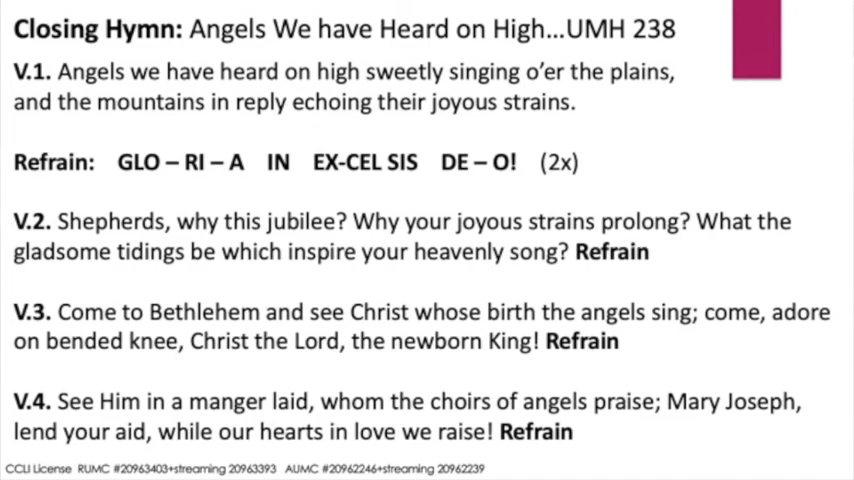 Closing Hymn: Angels We have Heard on High...UMH 238
V.1. Angels we have heard on high sweetly singing o'er the plains,
and the mountains in reply echoing their joyous strains.
Refrain: GLO – RI – A IN EX-CEL SIS DE – O! (2x)
V.2. Shepherds, why this jubilee? Why your joyous strains prolong? What the
gladsome tidings be which inspire your heavenly song? Refrain
V.3. Come to Bethlehem and see Christ whose birth the angels sing; come, adore
on bended knee, Christ the Lord, the newborn King! Refrain
V.4. See Him in a manger laid, whom the choirs of angels praise; Mary Joseph,
lend your aid, while our hearts in love we raise! Refrain
CCLI License RUMC #20963403+streaming 20963393 AUMC #20962246+streaming 20962239